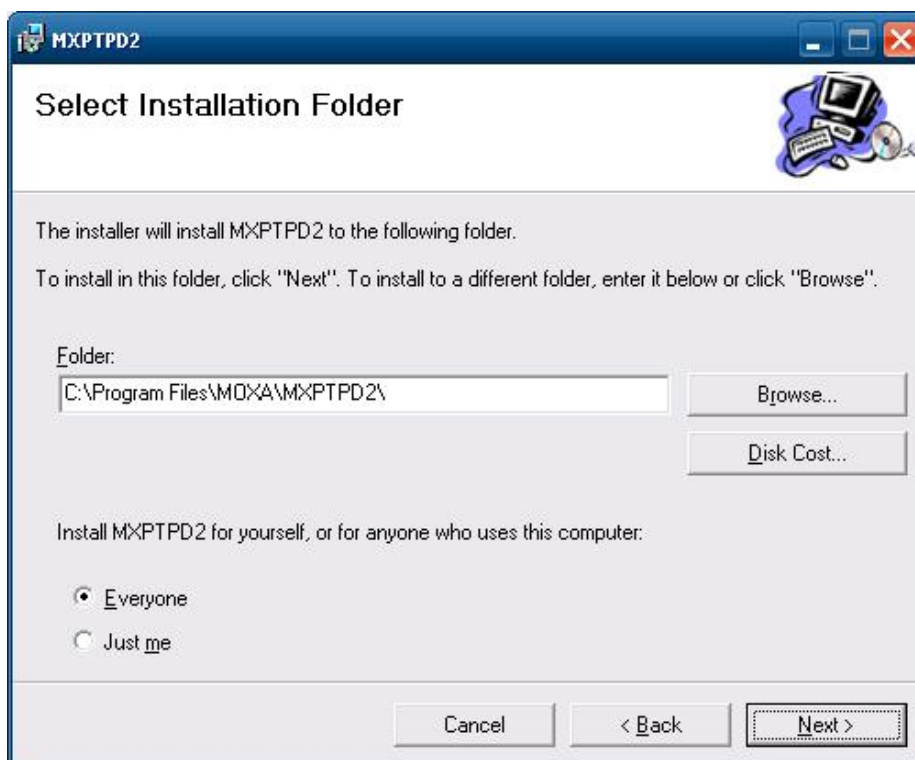 MXPTPD2
Select Installation Folder
The installer will install MXPTPD2 to the following folder.
To install in this folder, click "Next". To install to a different folder, enter it below or click "Browse".
Folder:
C:\Program Files\MOXA\MXPTPD2\
Browse...
Disk Cost...
Install MXPTPD2 for yourself, or for anyone who uses this computer:
Everyone
Just me
Cancel
< Back
Next >